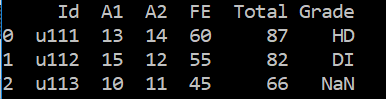 Id A1 A2 FE Total Grade
0 u111 13 14 60 87 HD
1 u112 15 12 55 82 DI
2 u113 10 11 45 66 NaN